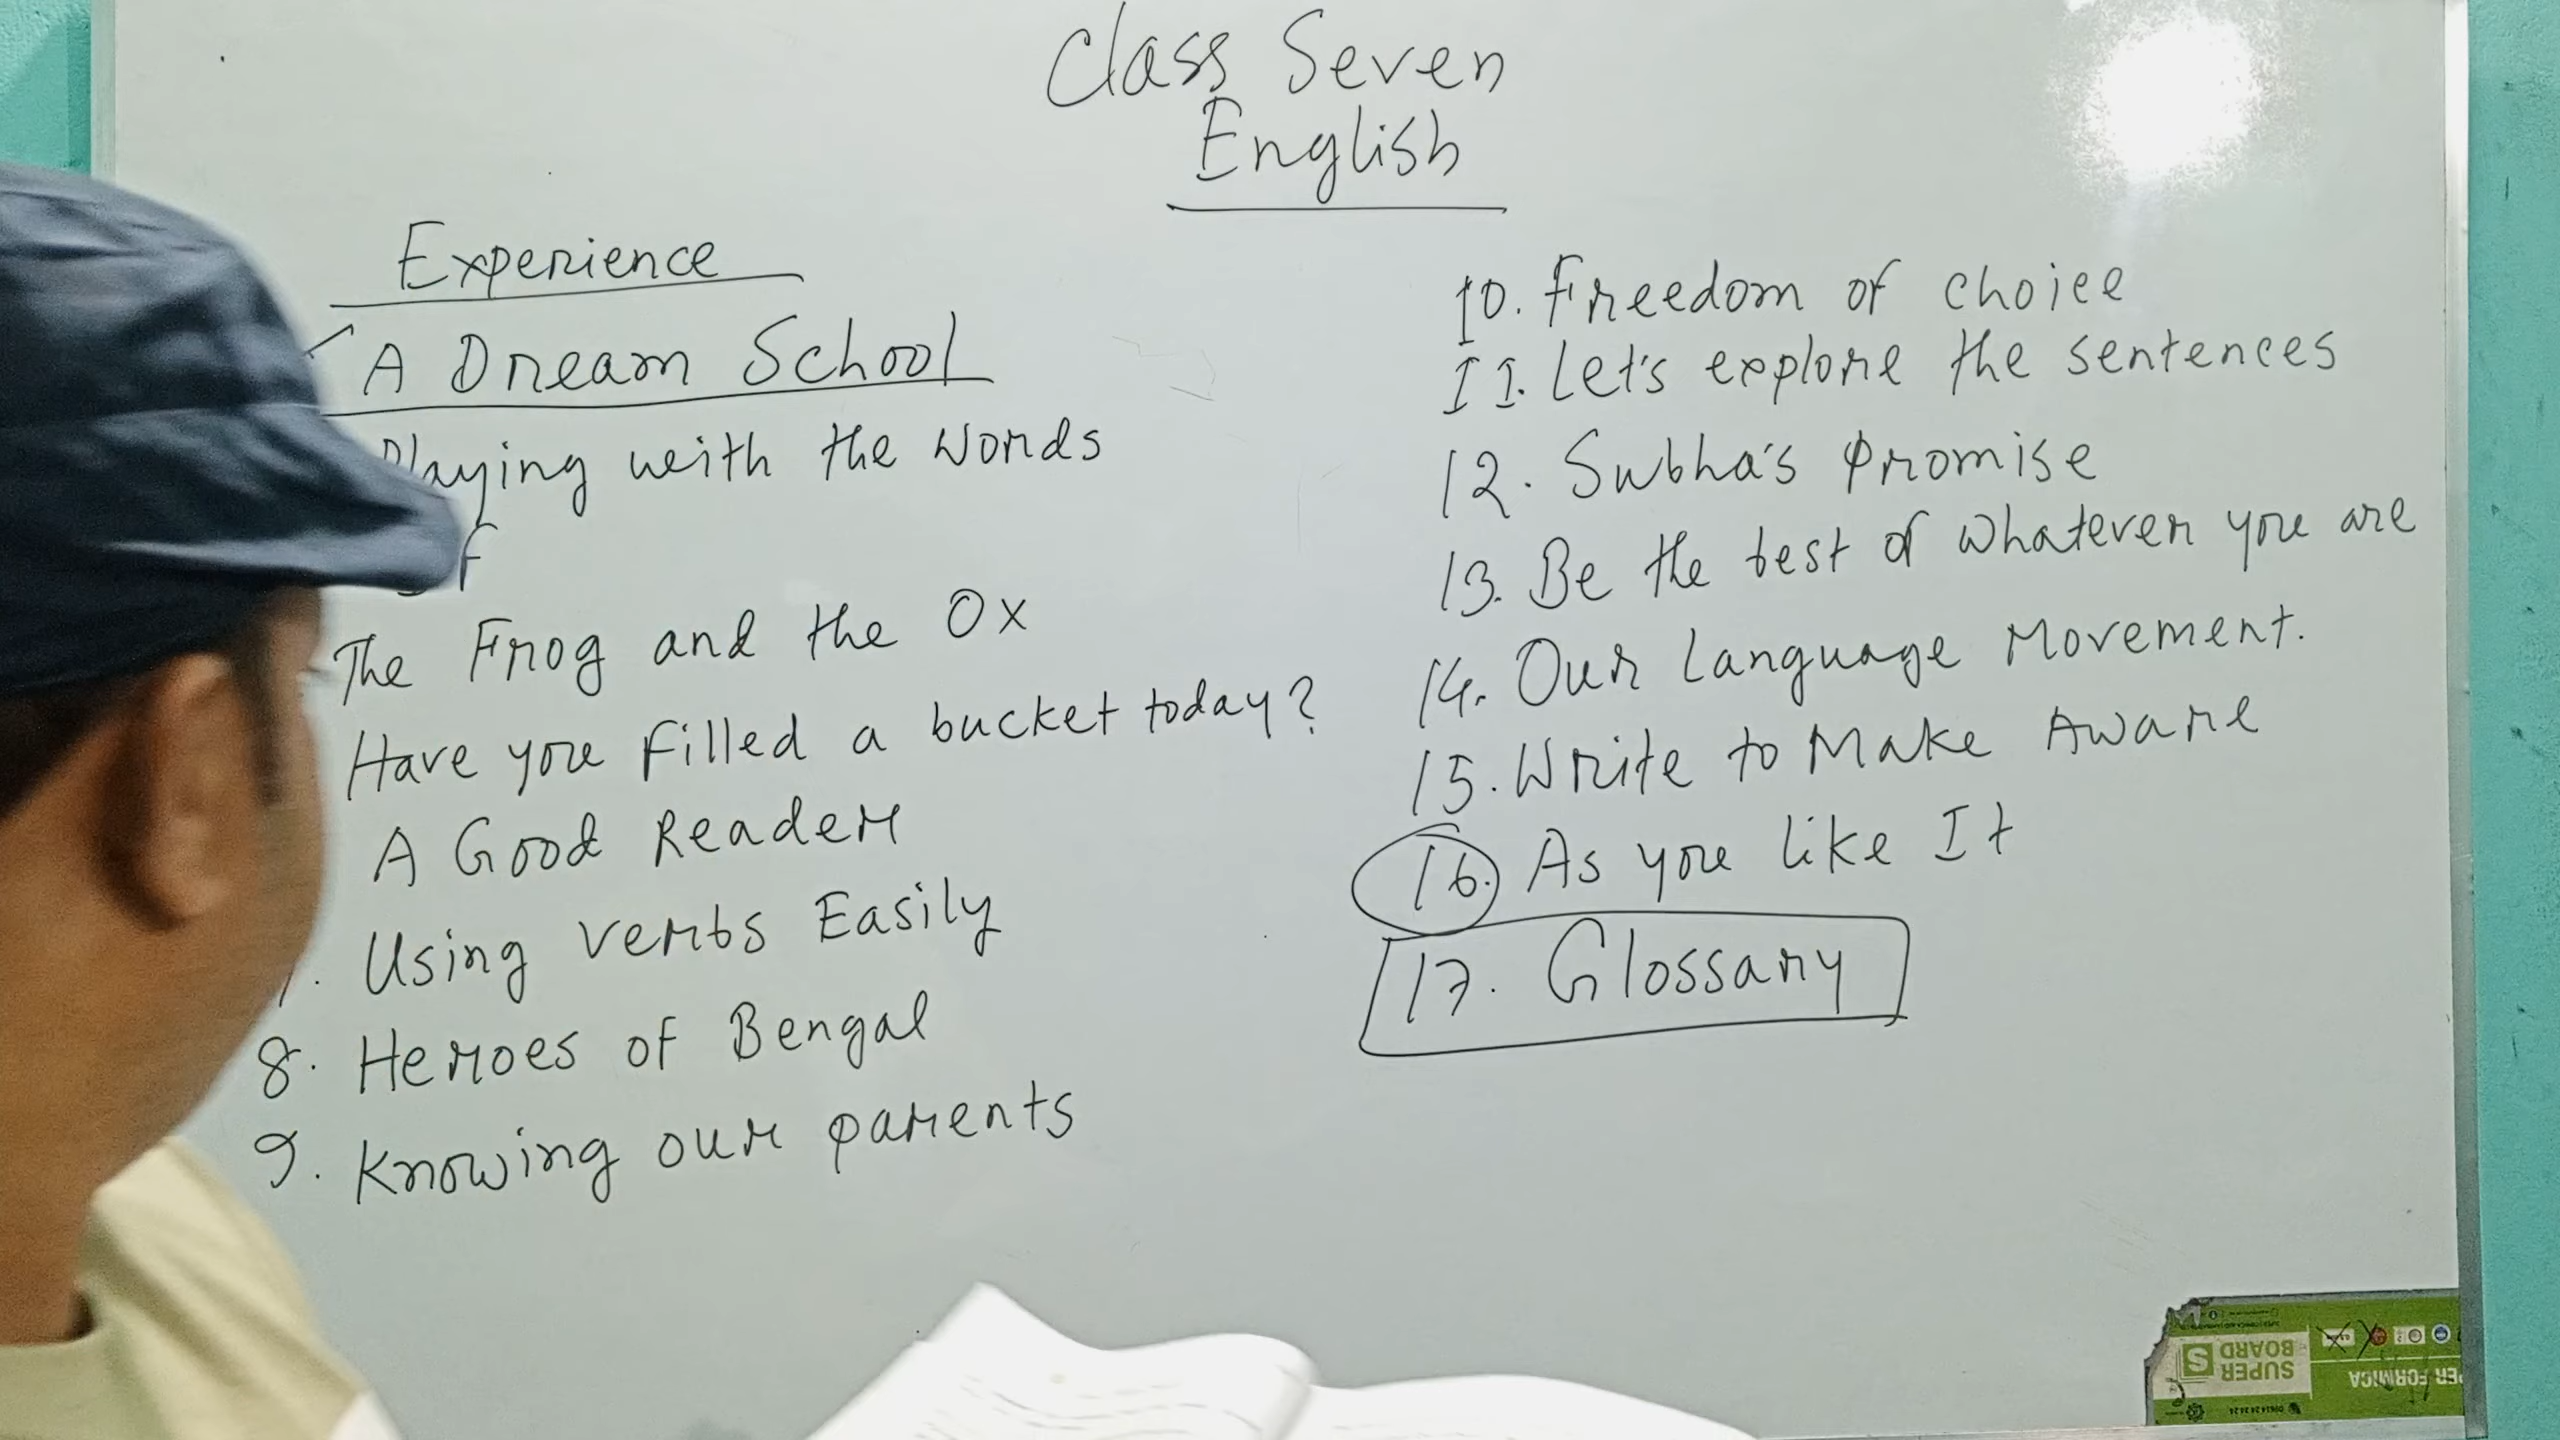 Class Seven
English
Experience
A Dream School
Playing with the Words
The Frog and the Ox
Have you filled a bucket today?
A Good Reader
Using verbs Easily
8. Heroes of Bengal
9. Knowing our parents
10. Freedom of choice
11. Let's explore the sentences
12. Subha's promise
13. Be the best of whatever you are
14. Our Language Movement.
15. Write to Make Aware
16. As you like It
17. Glossary
SUPER
BOARD
S
ER FORMICA